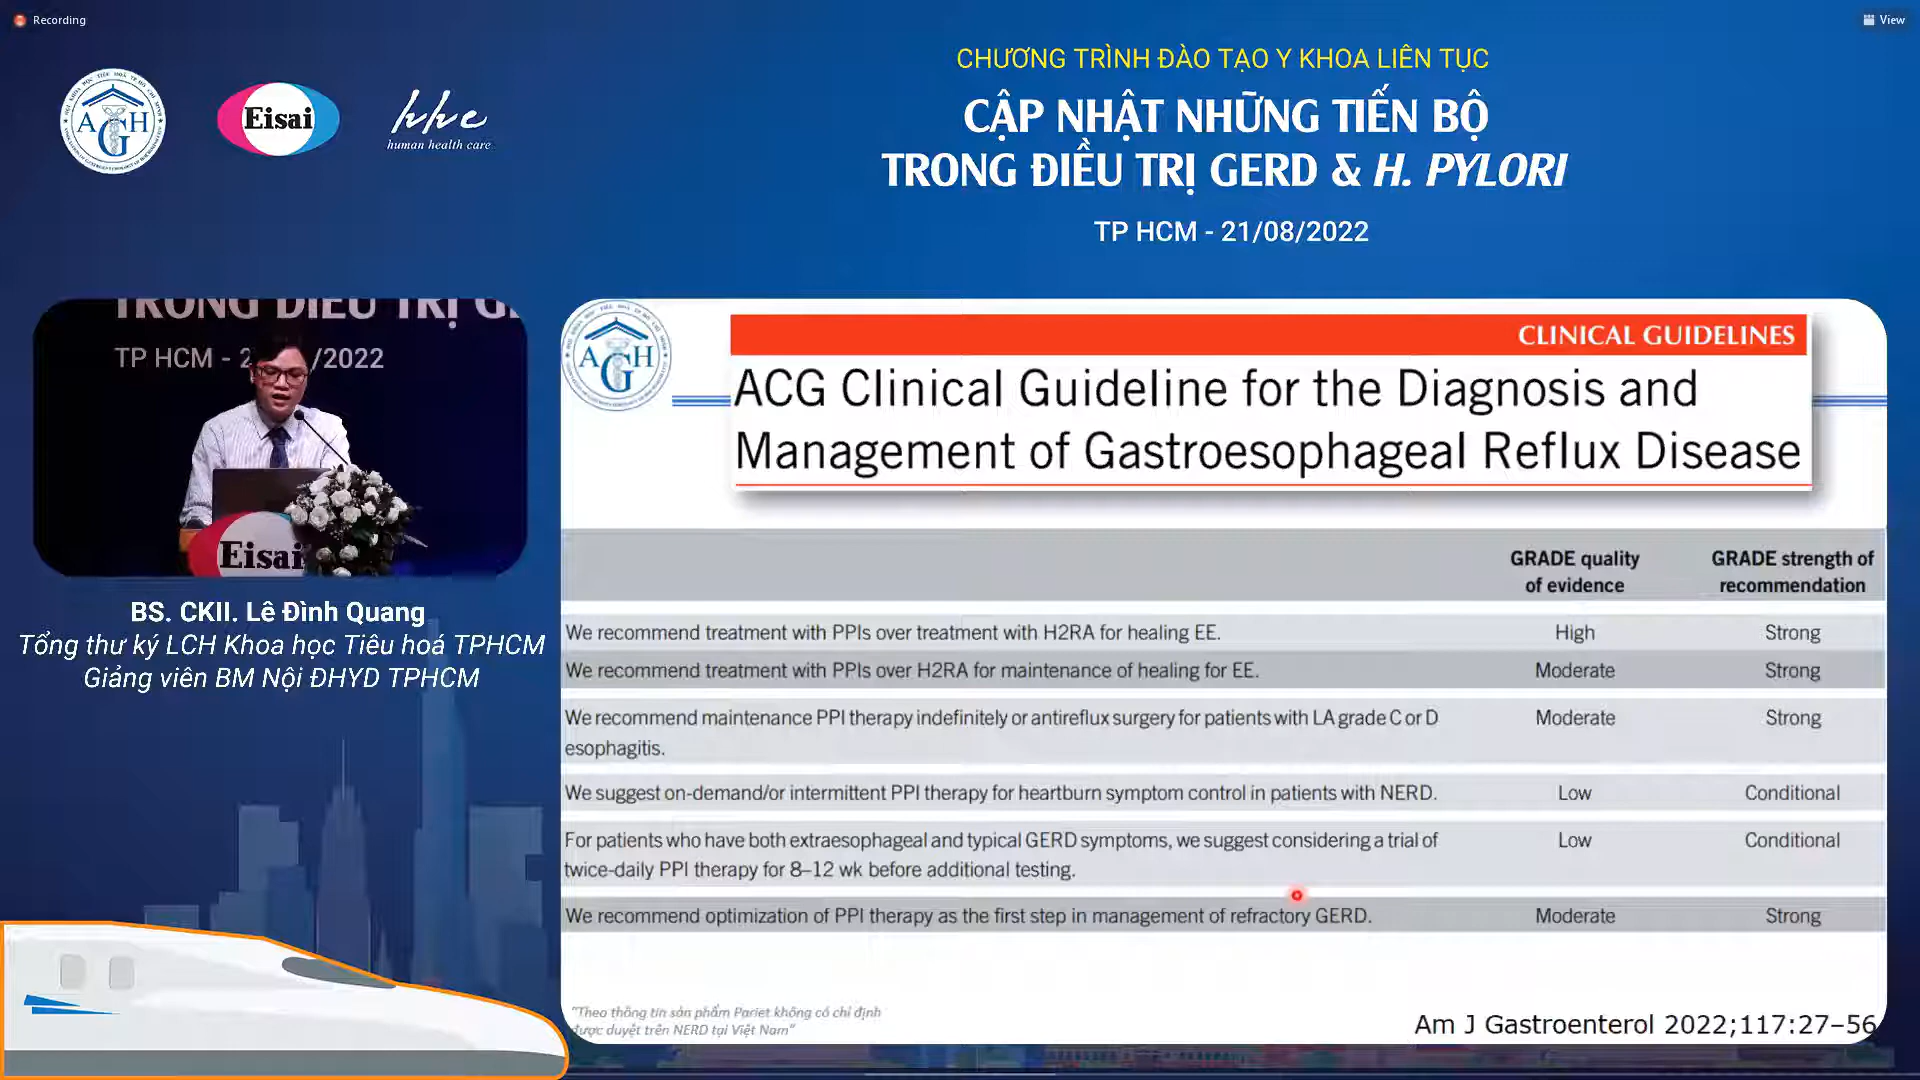 Recording
View
CHƯƠNG TRÌNH ĐÀO TẠO Y KHOA LIÊN TỤC
CẬP NHẬT NHỮNG TIẾN BỘ
TRONG ĐIỀU TRỊ GERD & H. PYLORI
TP HCM - 21/08/2022
AGH
Eisai
hhc
human health care
TRONG ĐIỀU TRỊ
TP HCM - 2 /2022
Eisai
BS. CKII. Lê Đình Quang
Tổng thư ký LCH Khoa học Tiêu hoá TPHCM
Giảng viên BM Nội ĐHYD TPHCM
AGH
CLINICAL GUIDELINES
ACG Clinical Guideline for the Diagnosis and
Management of Gastroesophageal Reflux Disease
GRADE quality of evidence
GRADE strength of recommendation
We recommend treatment with PPIs over treatment with H2RA for healing EE. High Strong
We recommend treatment with PPIs over H2RA for maintenance of healing for EE. Moderate Strong
We recommend maintenance PPI therapy indefinitely or antireflux surgery for patients with LA grade C or D Moderate Strong
esophagitis.
We suggest on-demand/or intermittent PPI therapy for heartburn symptom control in patients with NERD. Low Conditional
For patients who have both extraesophageal and typical GERD symptoms, we suggest considering a trial of Low Conditional
twice-daily PPI therapy for 8–12 wk before additional testing.
We recommend optimization of PPI therapy as the first step in management of refractory GERD. Moderate Strong
"Theo thông tin sản phẩm Pariet không có chỉ định
được duyệt trên NERD tại Việt Nam"
Am J Gastroenterol 2022;117:27–56